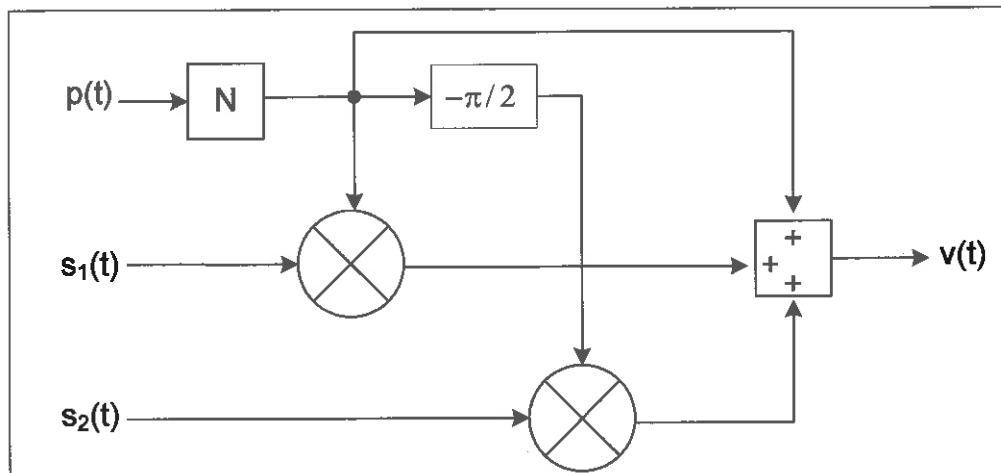 p(t)
N
−π/2
s₁(t)
+
+
+
v(t)
s₂(t)